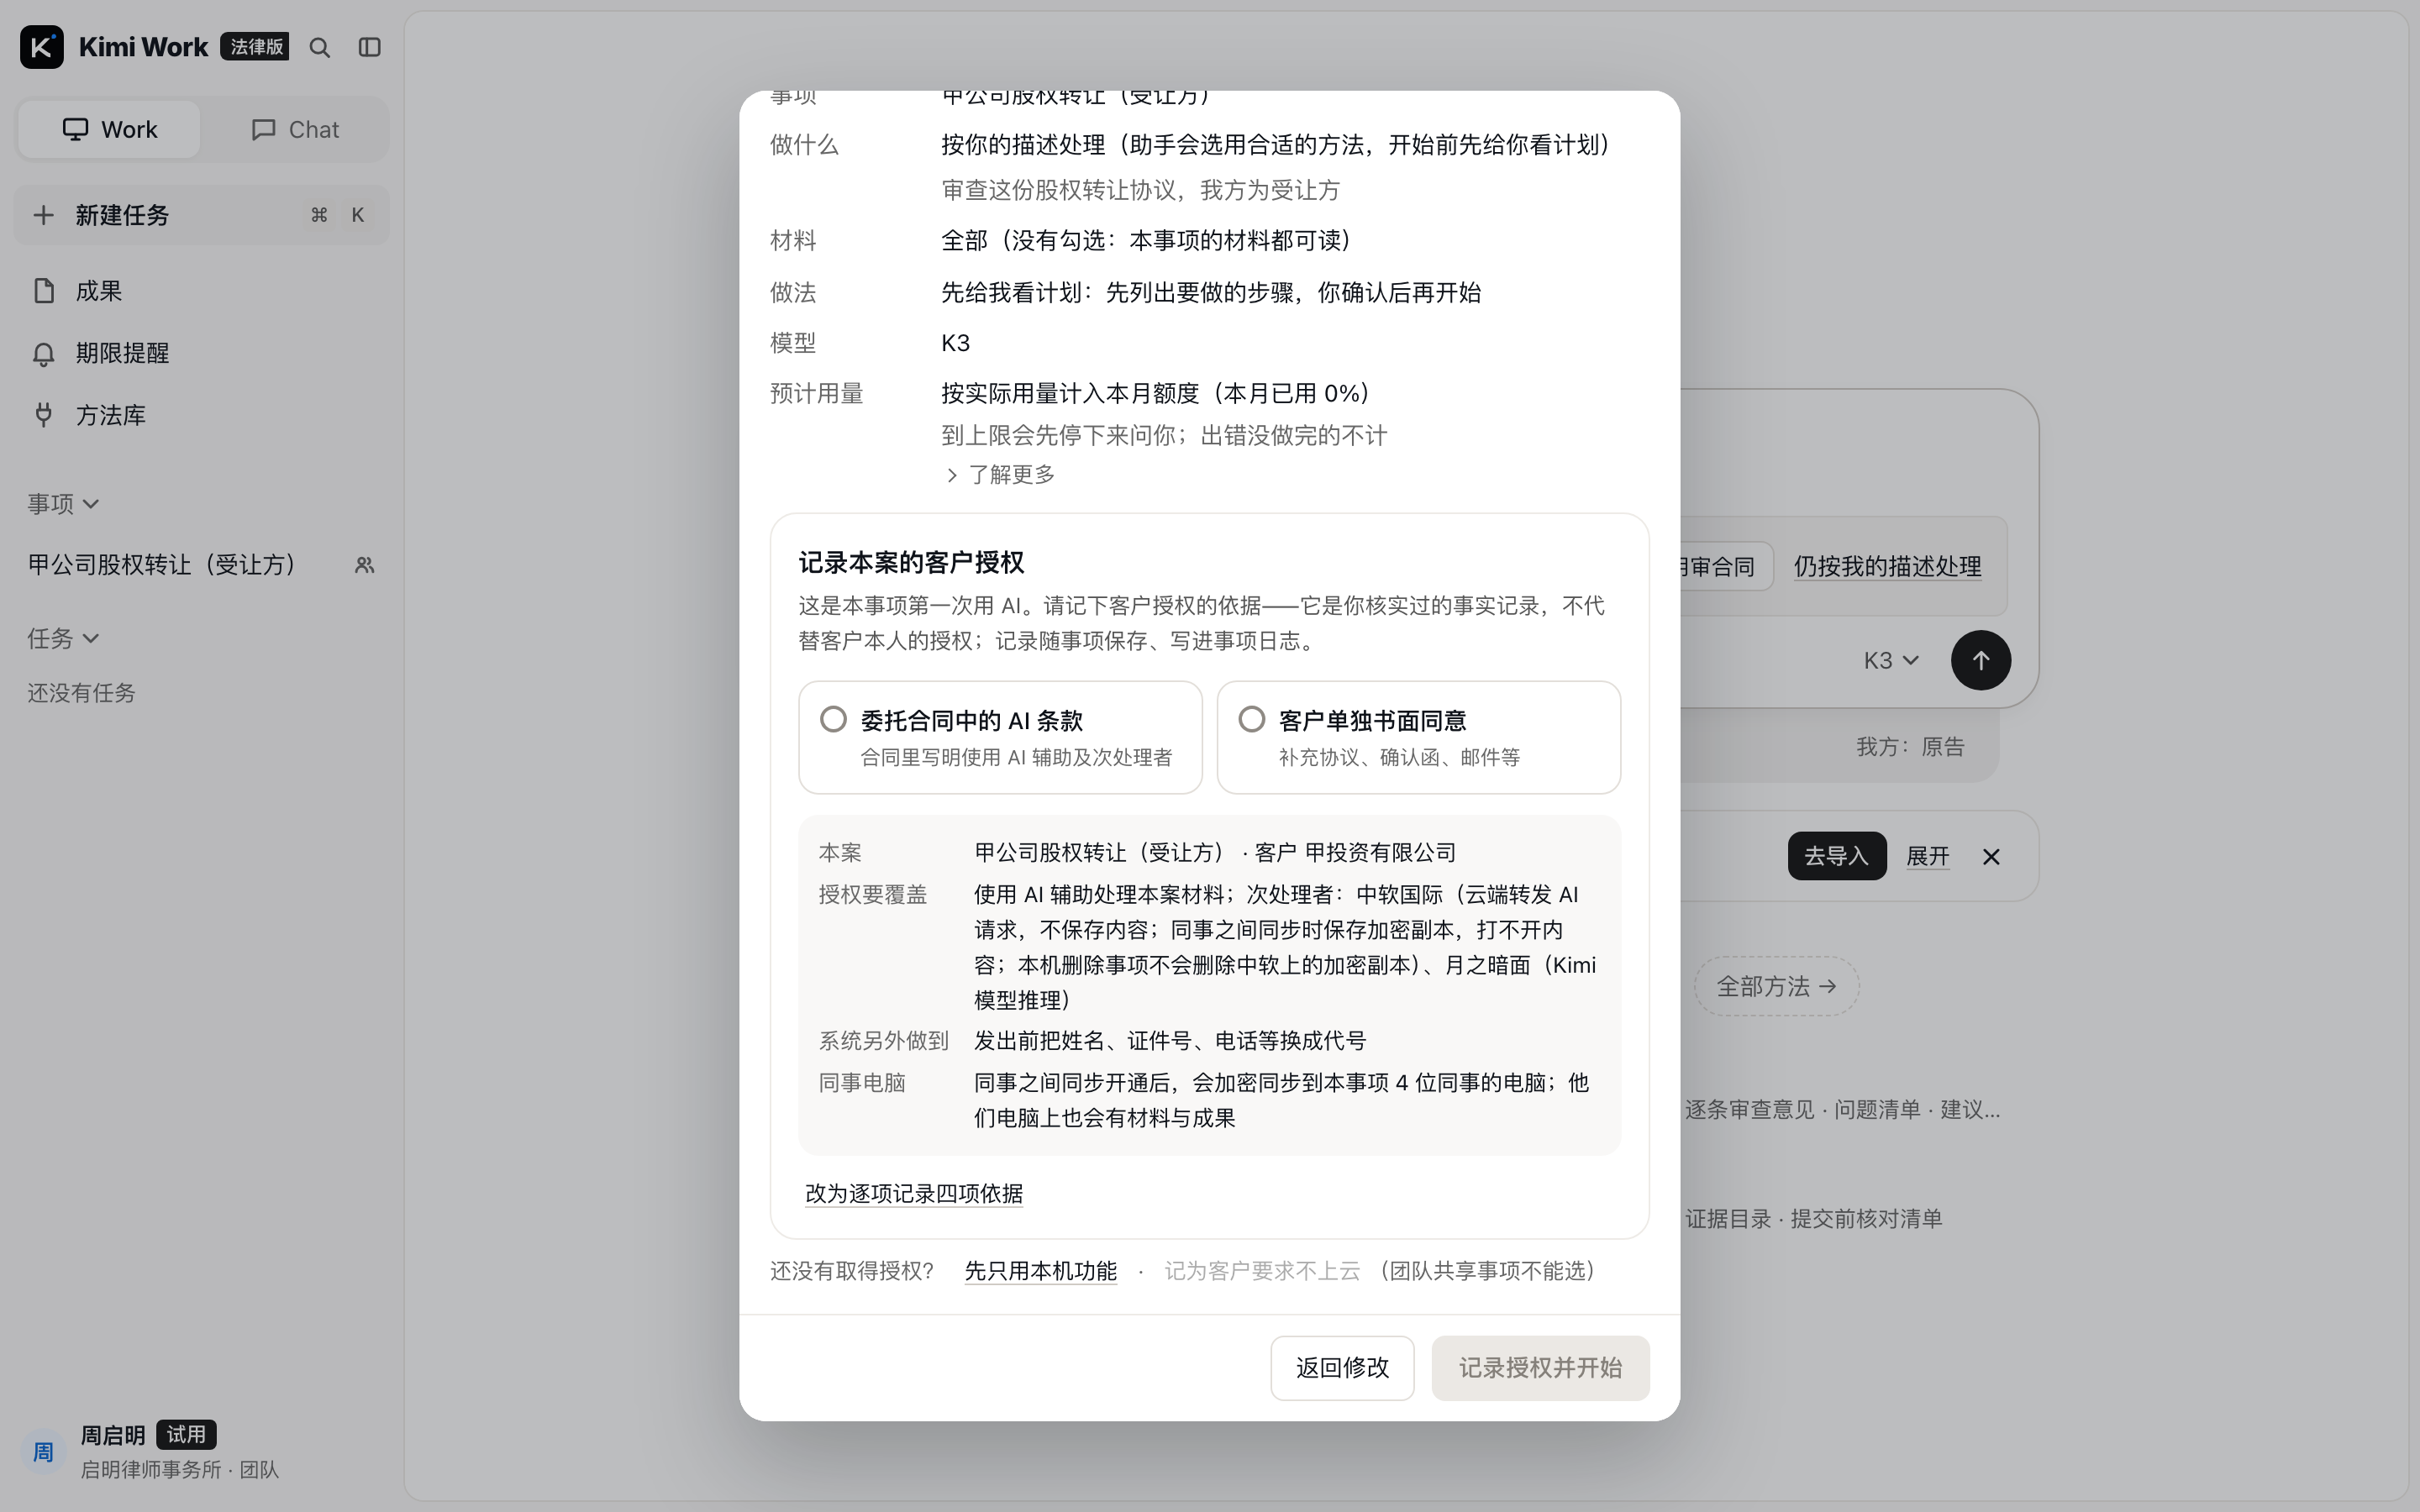 Kimi Work 法律版
Work
Chat
新建任务 ⌘ K
成果
期限提醒
方法库
事项
甲公司股权转让（受让方）
任务
还没有任务
周 周启明 试用
启明律师事务所 · 团队
事项 甲公司股权转让（受让方）
做什么 按你的描述处理（助手会选用合适的方法，开始前先给你看计划）
审查这份股权转让协议，我方为受让方
材料 全部（没有勾选：本事项的材料都可读）
做法 先给我看计划：先列出要做的步骤，你确认后再开始
模型 K3
预计用量 按实际用量计入本月额度（本月已用 0%）
到上限会先停下来问你；出错没做完的不计
了解更多
记录本案的客户授权
这是本事项第一次用 AI。请记下客户授权的依据——它是你核实过的事实记录，不代
替客户本人的授权；记录随事项保存、写进事项日志。
委托合同中的 AI 条款
合同里写明使用 AI 辅助及次处理者
客户单独书面同意
补充协议、确认函、邮件等
本案 甲公司股权转让（受让方） · 客户 甲投资有限公司
授权要覆盖 使用 AI 辅助处理本案材料；次处理者：中软国际（云端转发 AI
请求，不保存内容；同事之间同步时保存加密副本，打不开内
容；本机删除事项不会删除中软上的加密副本）、月之暗面（Kimi
模型推理）
系统另外做到 发出前把姓名、证件号、电话等换成代号
同事电脑 同事之间同步开通后，会加密同步到本事项 4 位同事的电脑；他
们电脑上也会有材料与成果
改为逐项记录四项依据
还没有取得授权？ 先只用本机功能 · 记为客户要求不上云 （团队共享事项不能选）
返回修改
记录授权并开始
审合同 仍按我的描述处理
K3
我方：原告
去导入 展开
全部方法 →
逐条审查意见 · 问题清单 · 建议...
证据目录 · 提交前核对清单